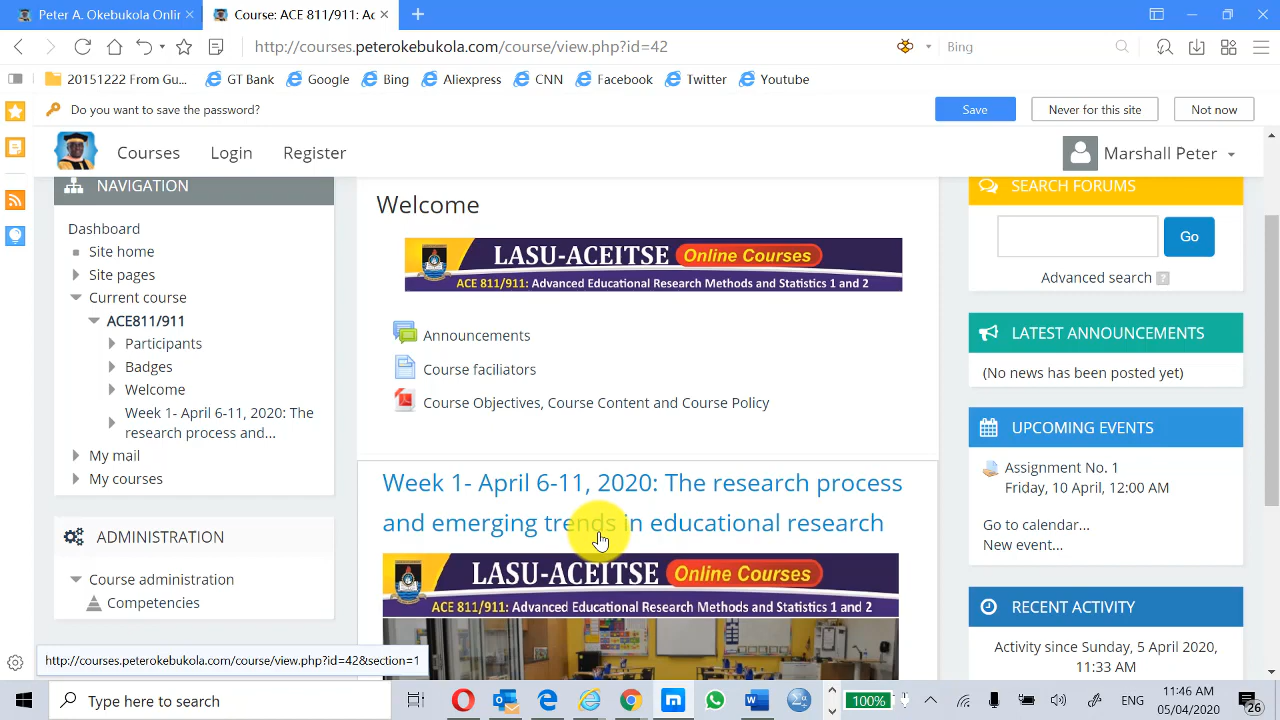 Peter A. Okebukola Onli
Course: ACE 811/911: Ad
http://courses.peterokebukola.com/course/view.php?id=42
Bing
20151222 From Gu...
GT Bank
Google
Bing
Aliexpress
CNN
Facebook
Twitter
Youtube
Do you want to save the password?
Save
Never for this site
Not now
Courses
Login
Register
Marshall Peter
NAVIGATION
Dashboard
Site home
Site pages
Current course
ACE811/911
Participants
Badges
Welcome
Week 1- April 6-11, 2020: The
research process and...
My mail
My courses
ADMINISTRATION
Course administration
Competencies
Welcome
LASU-ACEITSE Online Courses
ACE 811/911: Advanced Educational Research Methods and Statistics 1 and 2
Announcements
Course faciliators
Course Objectives, Course Content and Course Policy
Week 1- April 6-11, 2020: The research process
and emerging trends in educational research
LASU-ACEITSE Online Courses
ACE 811/911: Advanced Educational Research Methods and Statistics 1 and 2
SEARCH FORUMS
Go
Advanced search ?
LATEST ANNOUNCEMENTS
(No news has been posted yet)
UPCOMING EVENTS
Assignment No. 1
Friday, 10 April, 12:00 AM
Go to calendar...
New event...
RECENT ACTIVITY
Activity since Sunday, 5 April 2020,
11:33 AM
http://courses.peterokebukola.com/course/view.php?id=42&section=1
Type here to search
100%
ENG
11:46 AM
05/04/2020
26